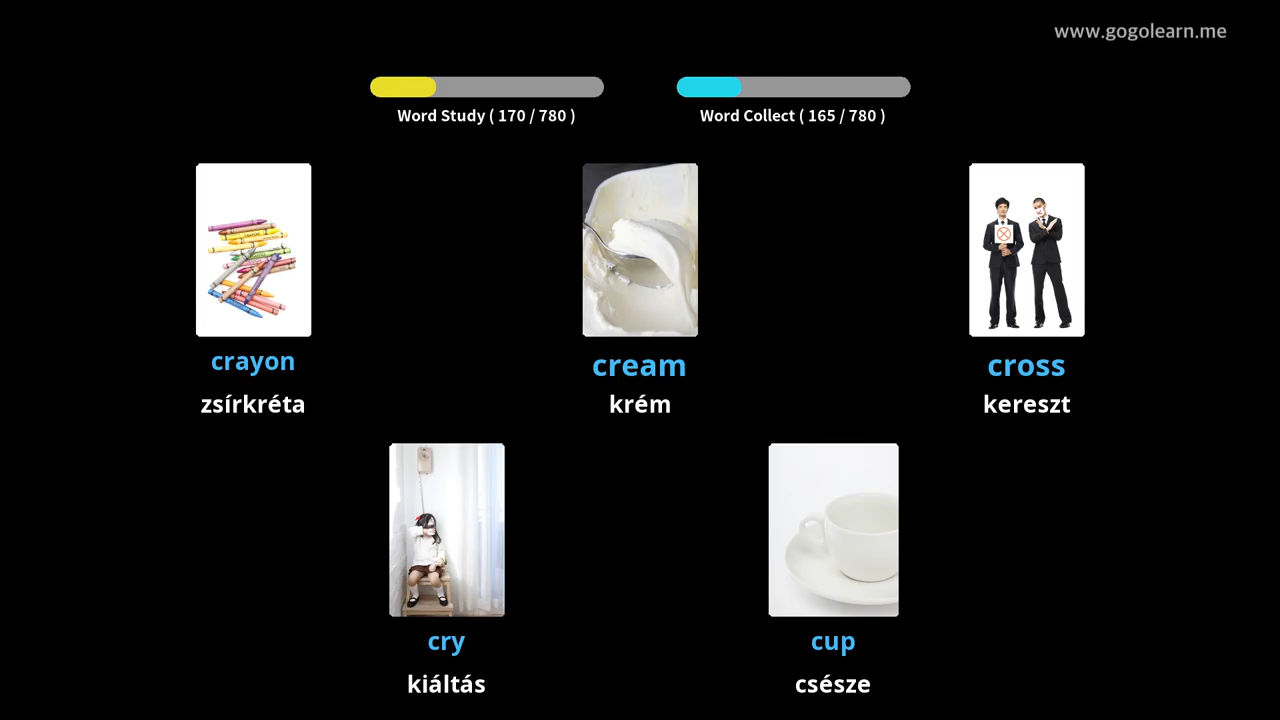 www.gogolearn.me
Word Study ( 170 / 780 )
Word Collect ( 165 / 780 )
crayon
cream
cross
zsírkréta
krém
kereszt
cry
cup
kiáltás
csésze